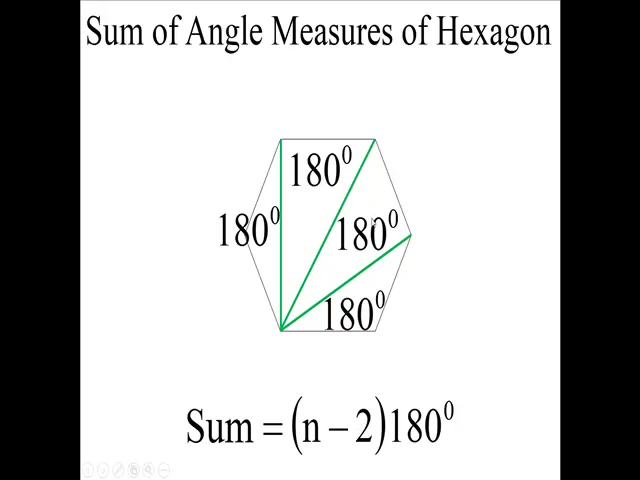 Sum of Angle Measures of Hexagon
180⁰
180⁰
180⁰
180⁰
Sum = (n − 2)180⁰